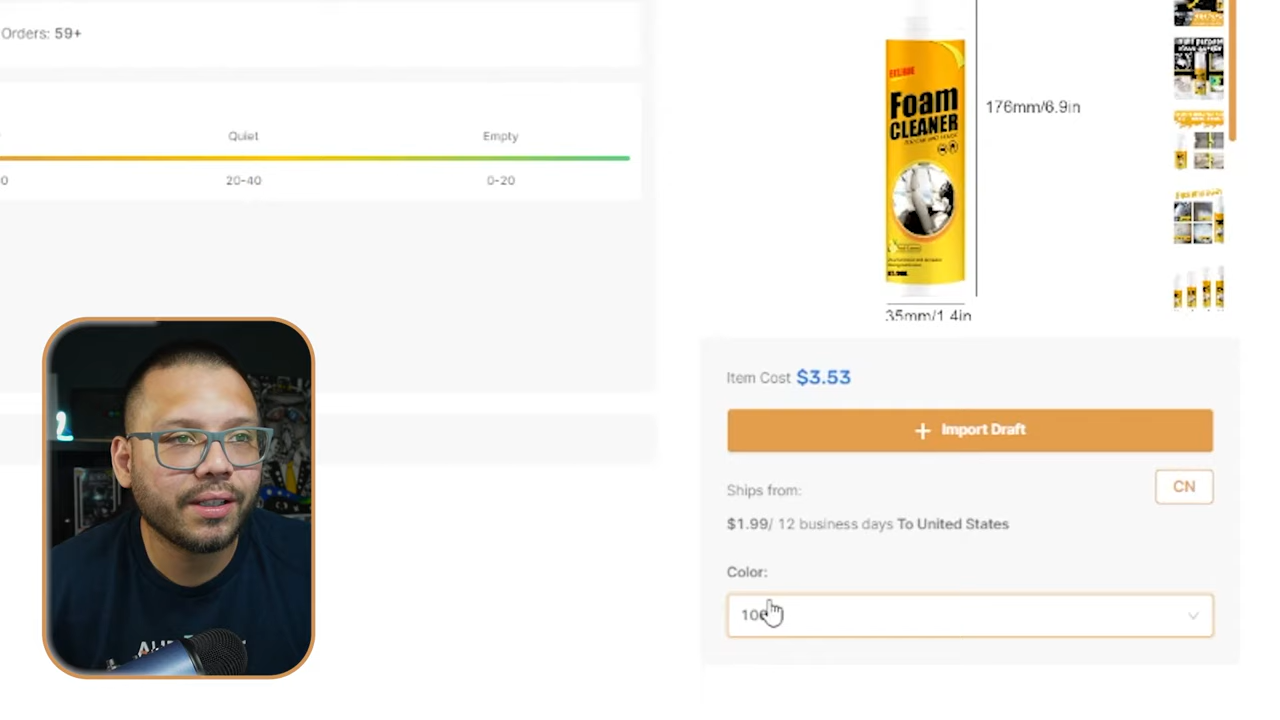 Orders: 59+
Quiet
Empty
0
20-40
0-20
Foam
CLEANER
176mm/6.9in
35mm/1.4in
Item Cost $3.53
+ Import Draft
Ships from:
CN
$1.99/ 12 business days To United States
Color: